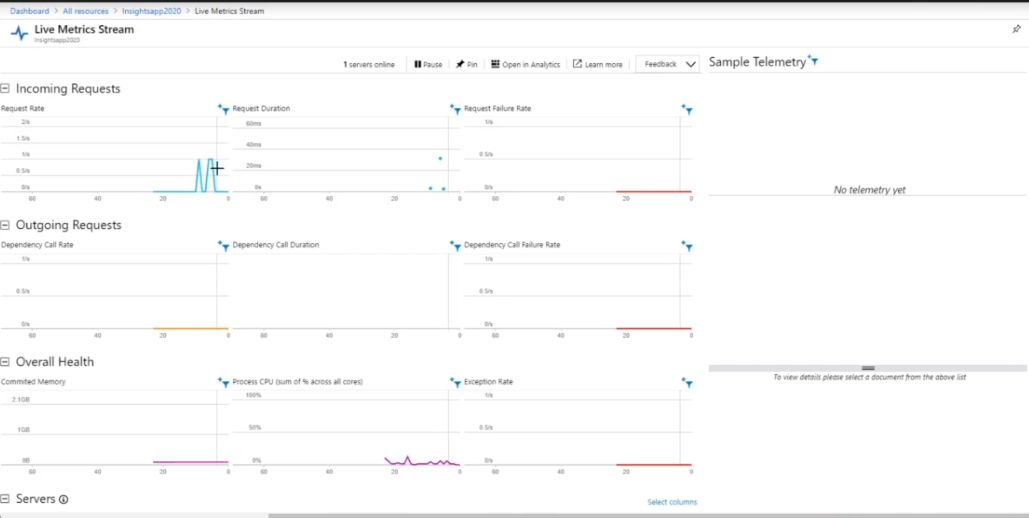 Dashboard > All resources > Insightsapp2020 > Live Metrics Stream
Live Metrics Stream
Insightsapp2020
1 servers online Pause Pin Open in Analytics Learn more Feedback
Sample Telemetry
Incoming Requests
Request Rate Request Duration Request Failure Rate
2/s 60ms 1/s
1.5/s
1/s 40ms 0.5/s
0.5/s 20ms
0/s 0s 0/s
60 40 20 0 60 40 20 0 60 40 20 0
No telemetry yet
Outgoing Requests
Dependency Call Rate Dependency Call Duration Dependency Call Failure Rate
1/s 1/s
0.5/s 0.5/s
0/s 0/s
60 40 20 0 60 40 20 0 60 40 20 0
Overall Health
To view details please select a document from the above list
Commited Memory Process CPU (sum of % across all cores) Exception Rate
2.1GB 100% 1/s
1GB 50% 0.5/s
0B 0% 0/s
60 40 20 0 60 40 20 0 60 40 20 0
Servers
Select columns